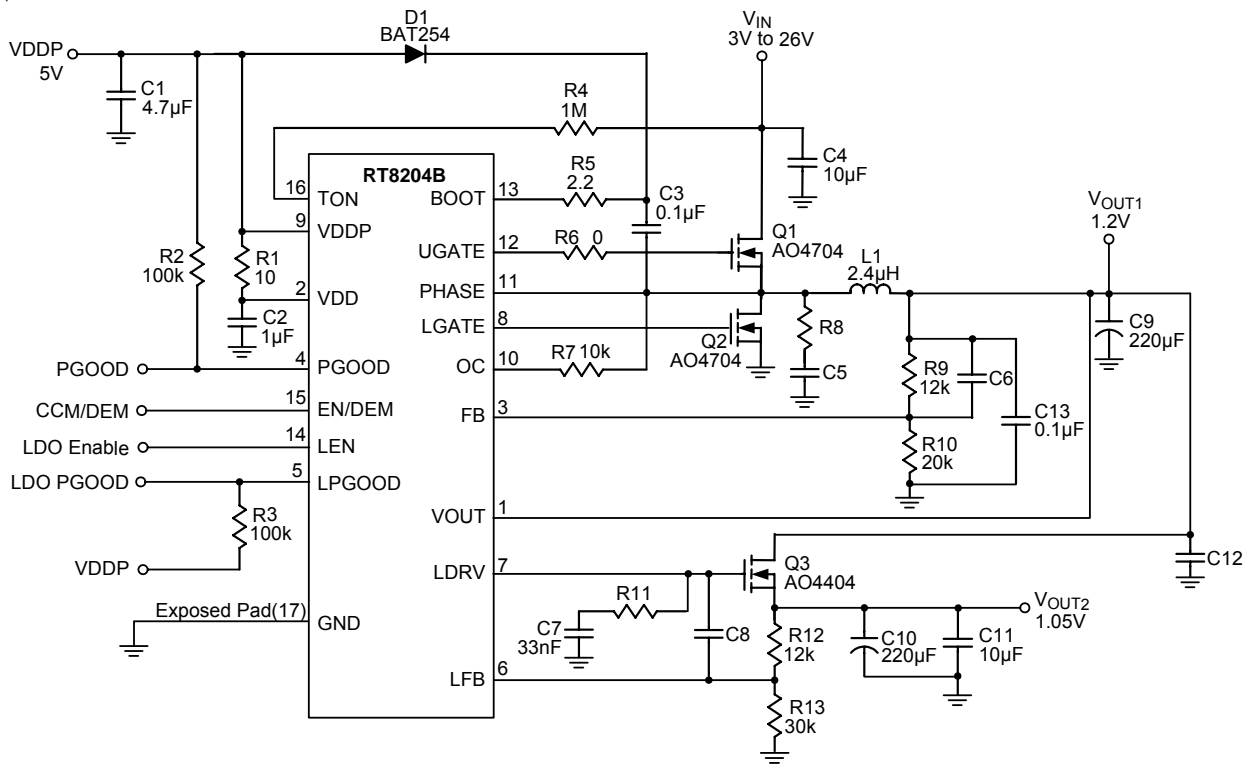 D1
BAT254
VDDP
5V
VIN
3V to 26V
C1
4.7µF
R4
1M
C4
10µF
RT8204B
R5
2.2
C3
0.1µF
16
TON
BOOT
13
9
VDDP
UGATE
12
R6
0
Q1
AO4704
VOUT1
1.2V
R2
100k
R1
10
PHASE
11
L1
2.4µH
2
VDD
LGATE
8
Q2
AO4704
R8
C9
220µF
C2
1µF
PGOOD
4
PGOOD
OC
10
R7
10k
C5
R9
12k
C6
C13
0.1µF
CCM/DEM
15
EN/DEM
FB
3
LDO Enable
14
LEN
R10
20k
LDO PGOOD
5
LPGOOD
R3
100k
VOUT
1
VDDP
LDRV
7
Q3
AO4404
C12
Exposed Pad(17)
GND
R11
C7
33nF
C8
R12
12k
VOUT2
1.05V
C10
220µF
C11
10µF
LFB
6
R13
30k